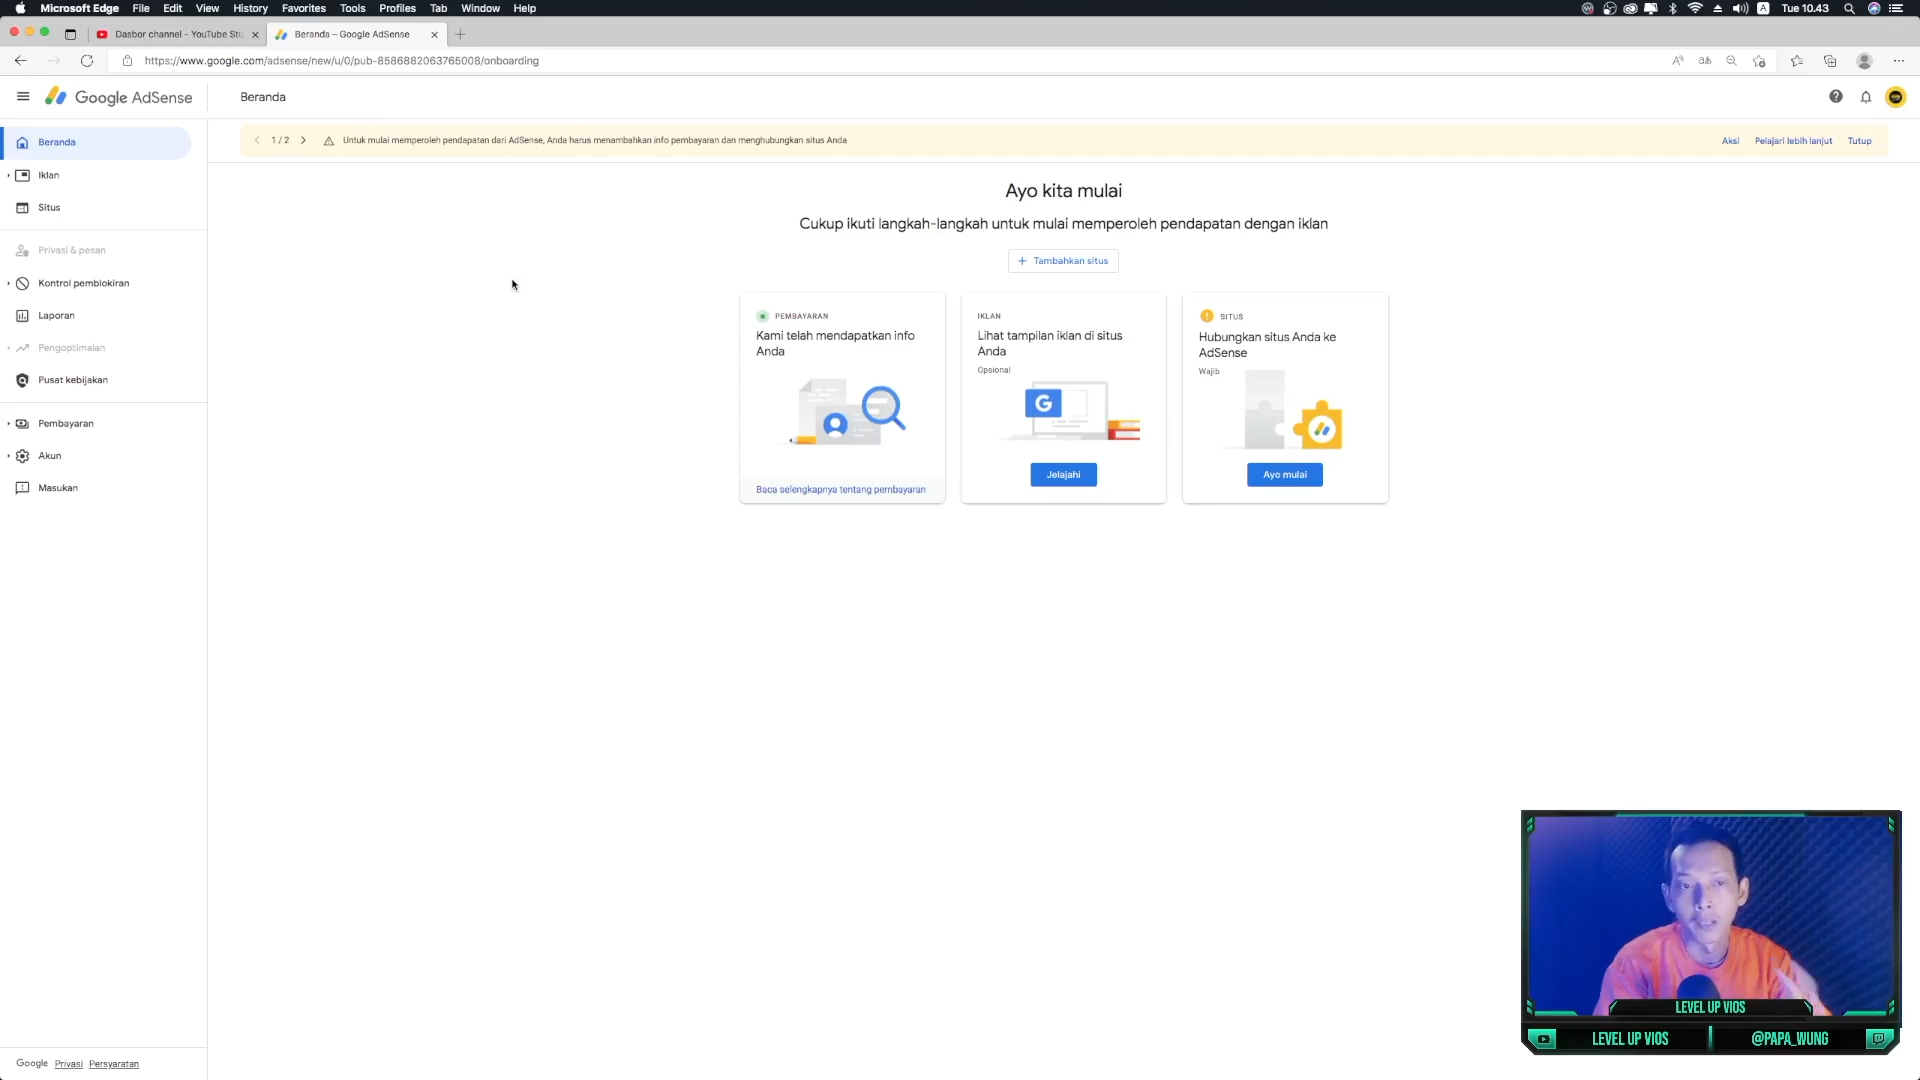 Microsoft Edge File Edit View History Favorites Tools Profiles Tab Window Help
A Tue 10.43
Dasbor channel - YouTube Stu
Beranda – Google AdSense
https://www.google.com/adsense/new/u/0/pub-8586882063765008/onboarding
Google AdSense
Beranda
Beranda
Iklan
Situs
Privasi & pesan
Kontrol pemblokiran
Laporan
Pengoptimalan
Pusat kebijakan
Pembayaran
Akun
Masukan
1 / 2
Untuk mulai memperoleh pendapatan dari AdSense, Anda harus menambahkan info pembayaran dan menghubungkan situs Anda
Aksi Pelajari lebih lanjut Tutup
Ayo kita mulai
Cukup ikuti langkah-langkah untuk mulai memperoleh pendapatan dengan iklan
+ Tambahkan situs
PEMBAYARAN
Kami telah mendapatkan info
Anda
Baca selengkapnya tentang pembayaran
IKLAN
Lihat tampilan iklan di situs
Anda
Opsional
G
Jelajahi
SITUS
Hubungkan situs Anda ke
AdSense
Wajib
Ayo mulai
LEVEL UP VIOS
LEVEL UP VIOS
@PAPA_WUNG
Google Privasi Persyaratan